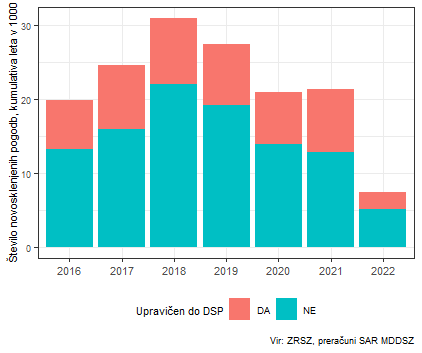 Število novosklenjenih pogodb, kumulativa leta v 1000
30
20
10
0
2016 2017 2018 2019 2020 2021 2022
Upravičen do DSP DA NE
Vir: ZRSZ, preračuni SAR MDDSZ